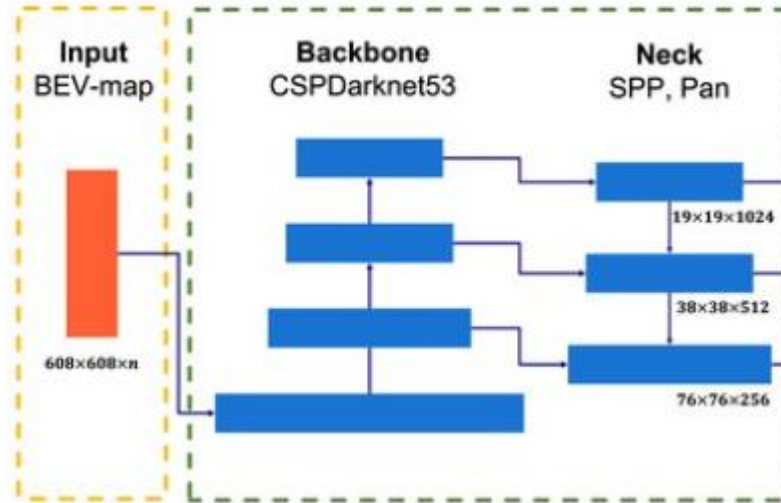 Input
BEV-map
608×608×n
Backbone
CSPDarknet53
Neck
SPP, Pan
19×19×1024
38×38×512
76×76×256